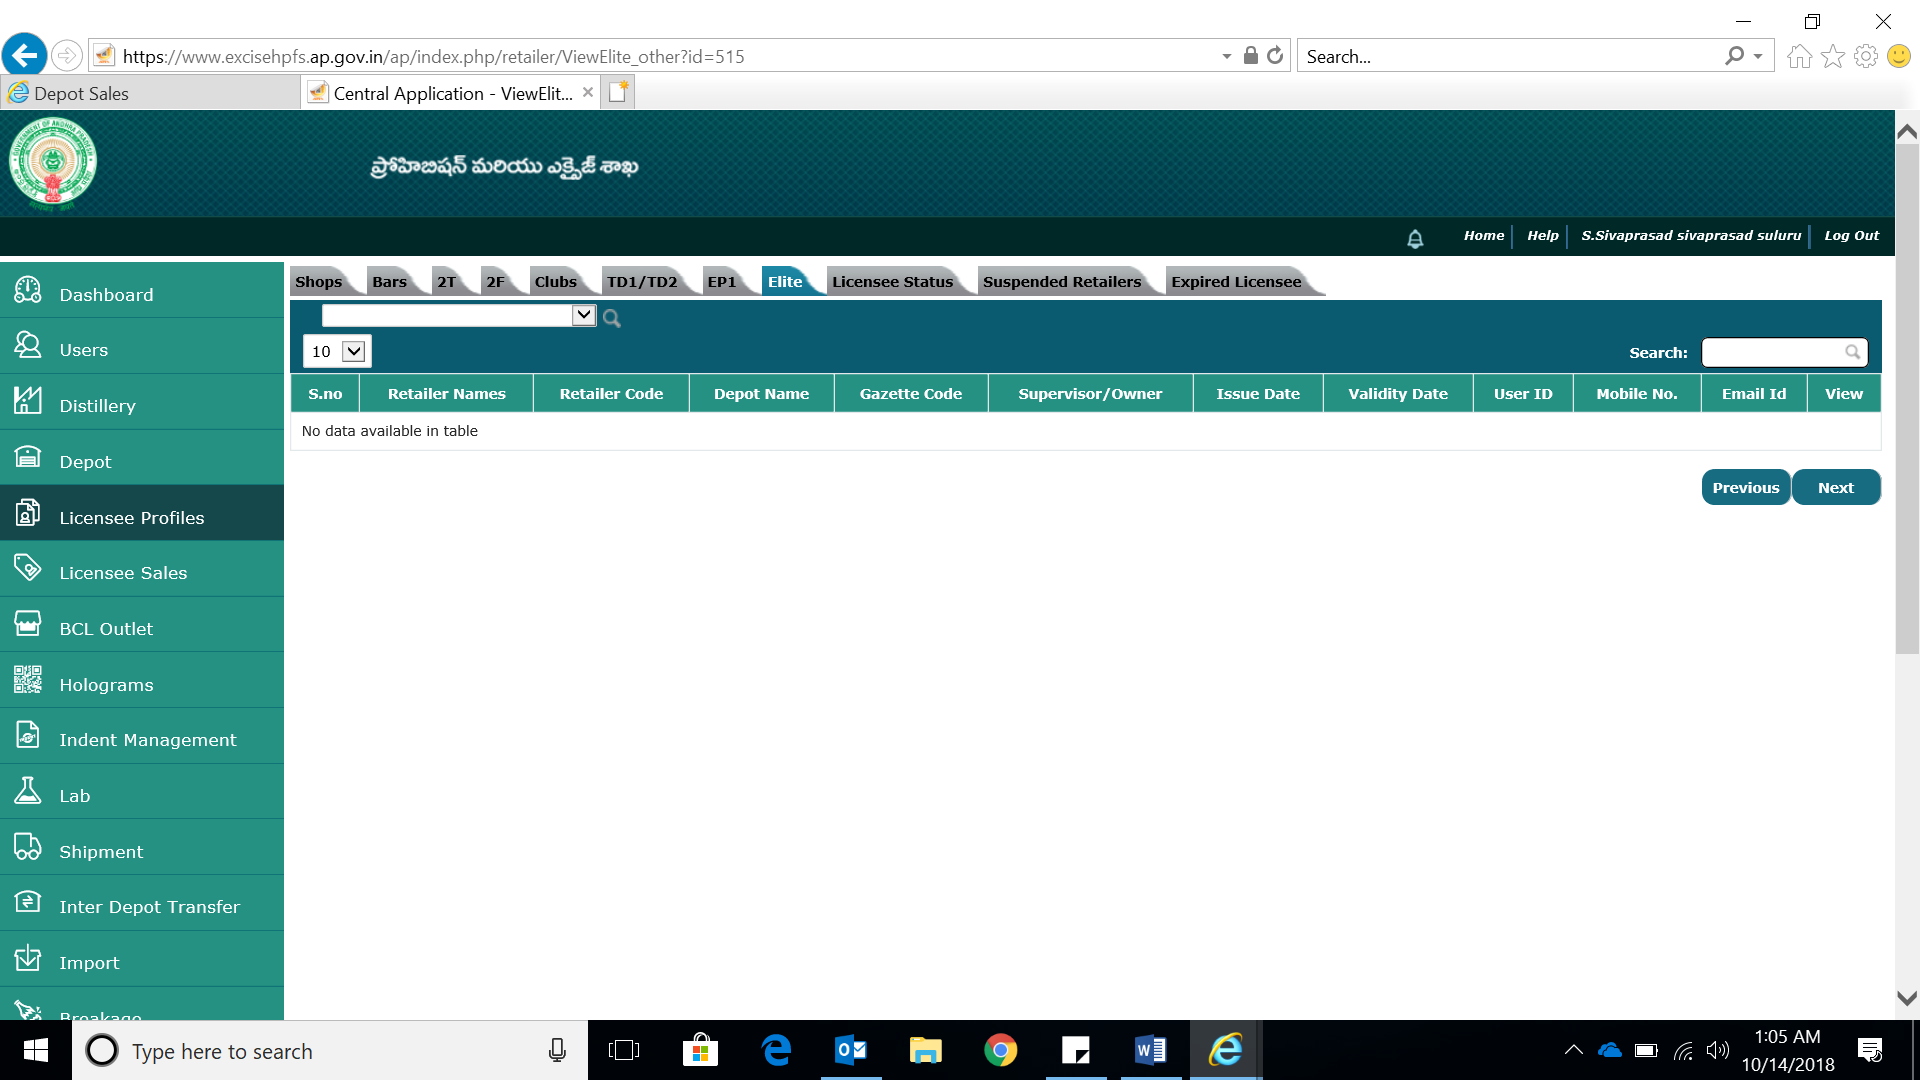 https://www.excisehpfs.ap.gov.in/ap/index.php/retailer/ViewElite_other?id=515
Search...
Depot Sales
Central Application - ViewElit...
ప్రోహిబిషన్ మరియు ఎక్సైజ్ శాఖ
Home Help S.Sivaprasad sivaprasad suluru Log Out
Dashboard
Users
Distillery
Depot
Licensee Profiles
Licensee Sales
BCL Outlet
Holograms
Indent Management
Lab
Shipment
Inter Depot Transfer
Import
Breakage
Shops Bars 2T 2F Clubs TD1/TD2 EP1 Elite Licensee Status Suspended Retailers Expired Licensee
10
Search:
S.no Retailer Names Retailer Code Depot Name Gazette Code Supervisor/Owner Issue Date Validity Date User ID Mobile No. Email Id View
No data available in table
Previous Next
Type here to search
1:05 AM
10/14/2018